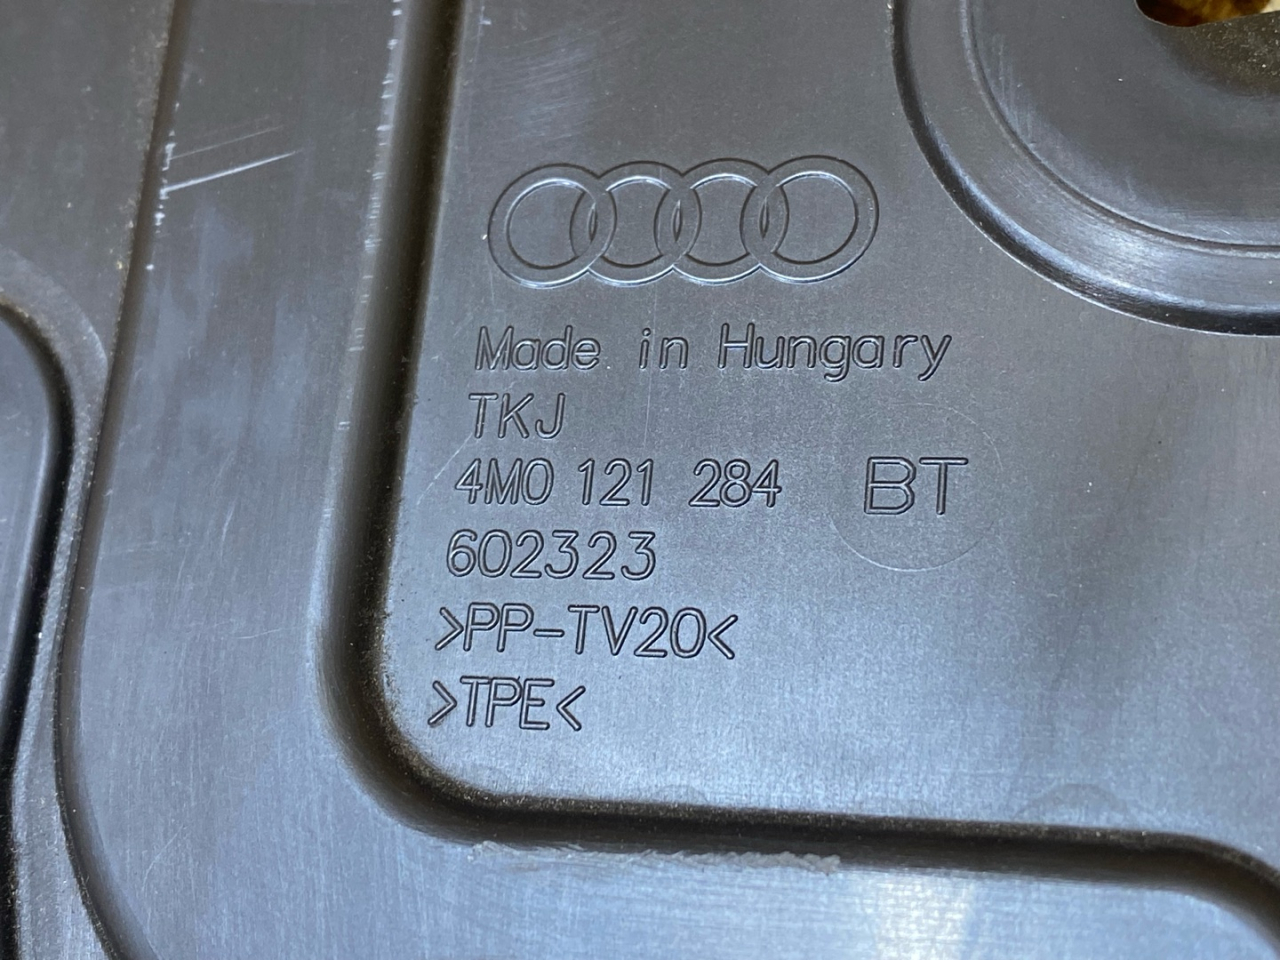 Made in Hungary
TKJ
4M0 121 284 BT
602323
>PP-TV20<
>TPE<